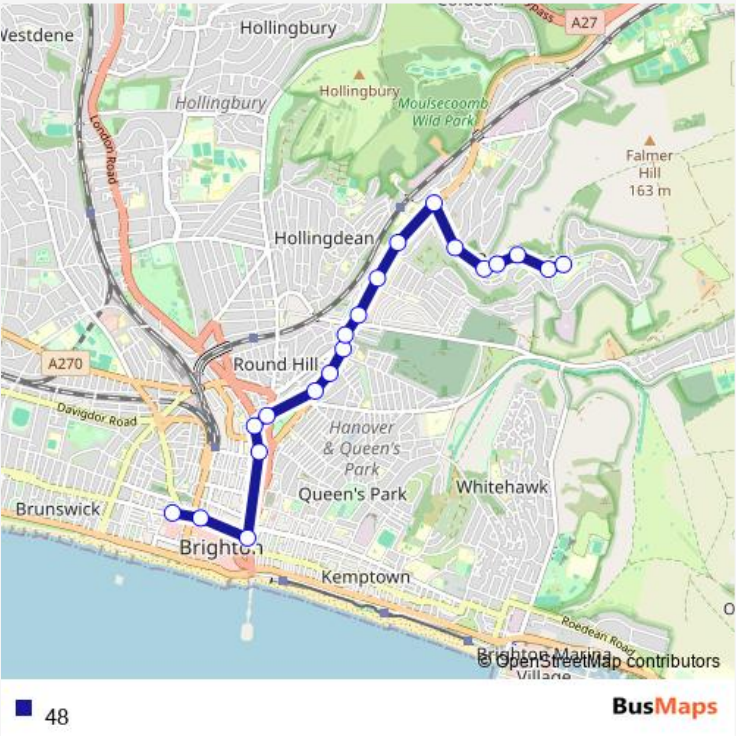 Westdene
Hollingbury
bypass
A27
London Road
Hollingbury
Hollingbury
Moulsecoomb
Wild Park
Falmer
Hill
163 m
Hollingdean
A270
Round Hill
Davigdor Road
Hanover
& Queen's
Park
Brunswick
Queen's Park
Whitehawk
Brighton
Kemptown
Roedean Road
Brighton Marina
Village
© OpenStreetMap contributors
48
BusMaps